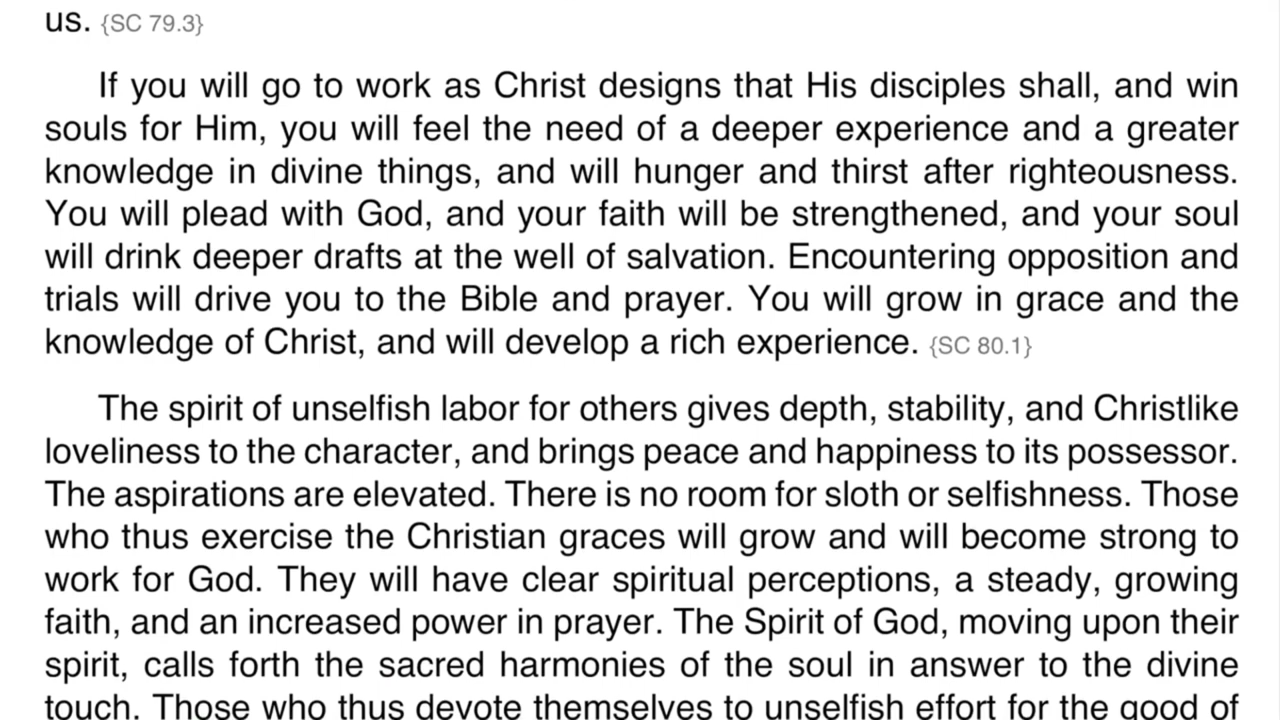 us. {SC 79.3}
If you will go to work as Christ designs that His disciples shall, and win
souls for Him, you will feel the need of a deeper experience and a greater
knowledge in divine things, and will hunger and thirst after righteousness.
You will plead with God, and your faith will be strengthened, and your soul
will drink deeper drafts at the well of salvation. Encountering opposition and
trials will drive you to the Bible and prayer. You will grow in grace and the
knowledge of Christ, and will develop a rich experience. {SC 80.1}
The spirit of unselfish labor for others gives depth, stability, and Christlike
loveliness to the character, and brings peace and happiness to its possessor.
The aspirations are elevated. There is no room for sloth or selfishness. Those
who thus exercise the Christian graces will grow and will become strong to
work for God. They will have clear spiritual perceptions, a steady, growing
faith, and an increased power in prayer. The Spirit of God, moving upon their
spirit, calls forth the sacred harmonies of the soul in answer to the divine
touch. Those who thus devote themselves to unselfish effort for the good of